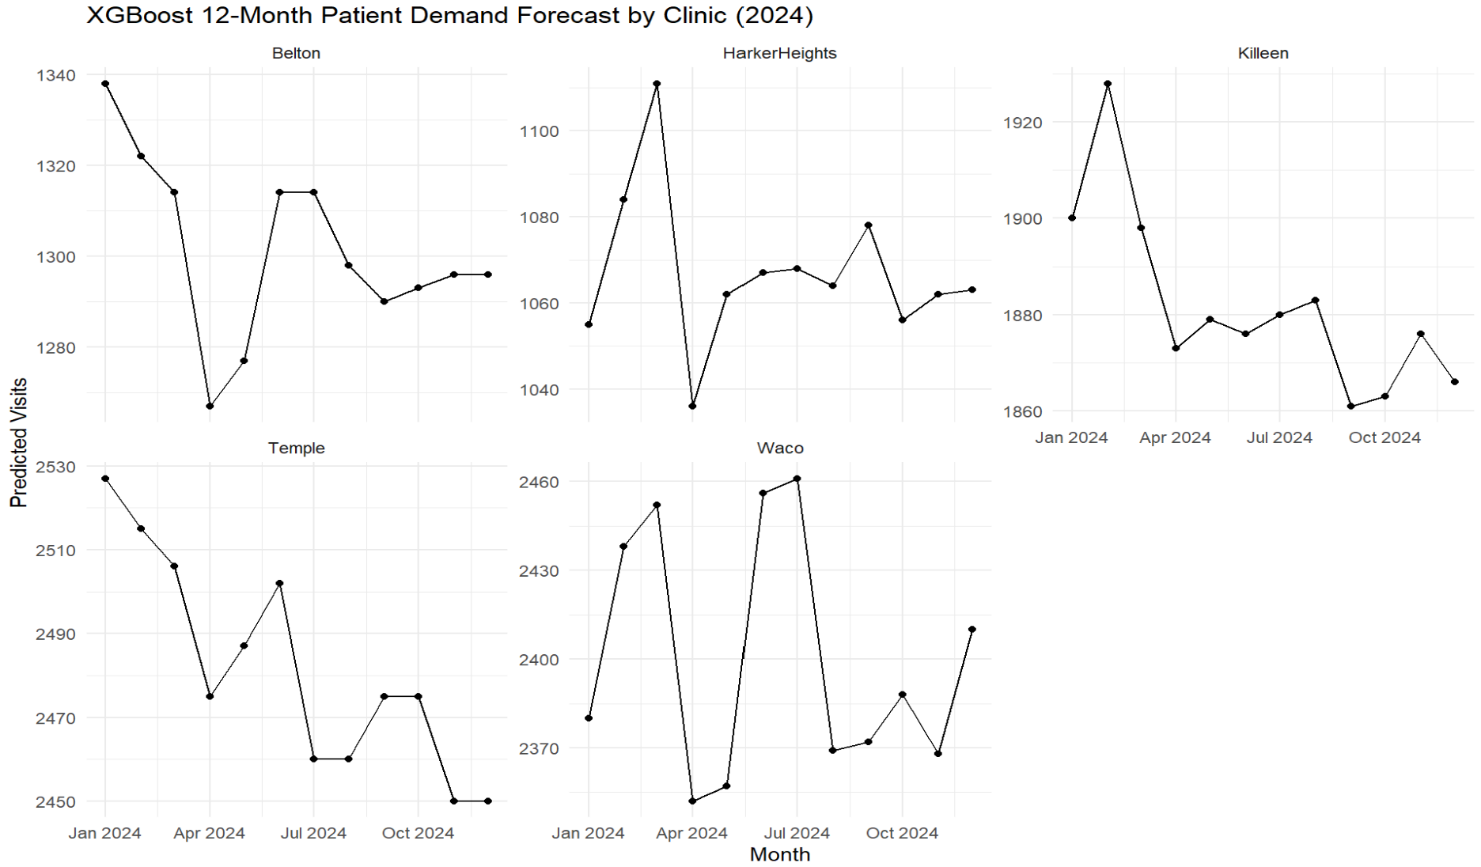 XGBoost 12-Month Patient Demand Forecast by Clinic (2024)
Belton
1340
1320
1300
1280
HarkerHeights
1100
1080
1060
1040
Killeen
1920
1900
1880
1860
Jan 2024 Apr 2024 Jul 2024 Oct 2024
Predicted Visits
Temple
2530
2510
2490
2470
2450
Jan 2024 Apr 2024 Jul 2024 Oct 2024
Waco
2460
2430
2400
2370
Jan 2024 Apr 2024 Jul 2024 Oct 2024
Month